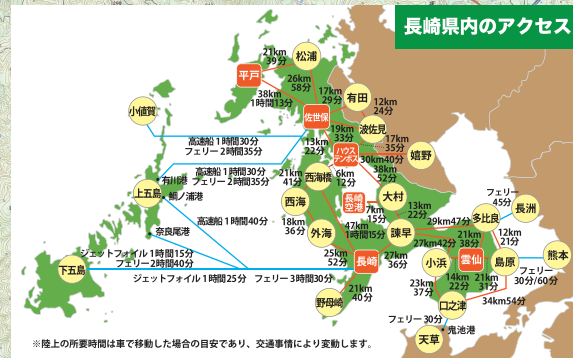 長崎県内のアクセス
松浦
21km
39分
平戸
26km
58分
38km
1時間13分
17km
29分
有田
12km
24分
小値賀
佐世保
波佐見
19km
33分
17km
35分
高速船1時間30分
フェリー2時間35分
13km
22分
ハウス
テンボス
嬉野
30km40分
38km
52分
高速船1時間30分
フェリー2時間35分
有川港
21km
41分
西海橋
6km
12分
上五島
鯛ノ浦港
西海
長崎
空港
大村
フェリー
45分
長洲
7km
15分
13km
22分
多比良
高速船1時間40分
18km
36分
47km
1時間15分
29km47分
奈良尾港
外海
諫早
21km
38分
12km
21分
27km42分
ジェットフォイル1時間15分
フェリー2時間40分
25km
52分
長崎
27km
36分
小浜
雲仙
島原
熊本
下五島
ジェットフォイル1時間25分
フェリー3時間30分
14km
22分
21km
31分
フェリー
30分/60分
21km
40分
23km
37分
野母崎
口之津
34km54分
フェリー30分
鬼池港
天草
※陸上の所要時間は車で移動した場合の目安であり、交通事情により変動します。